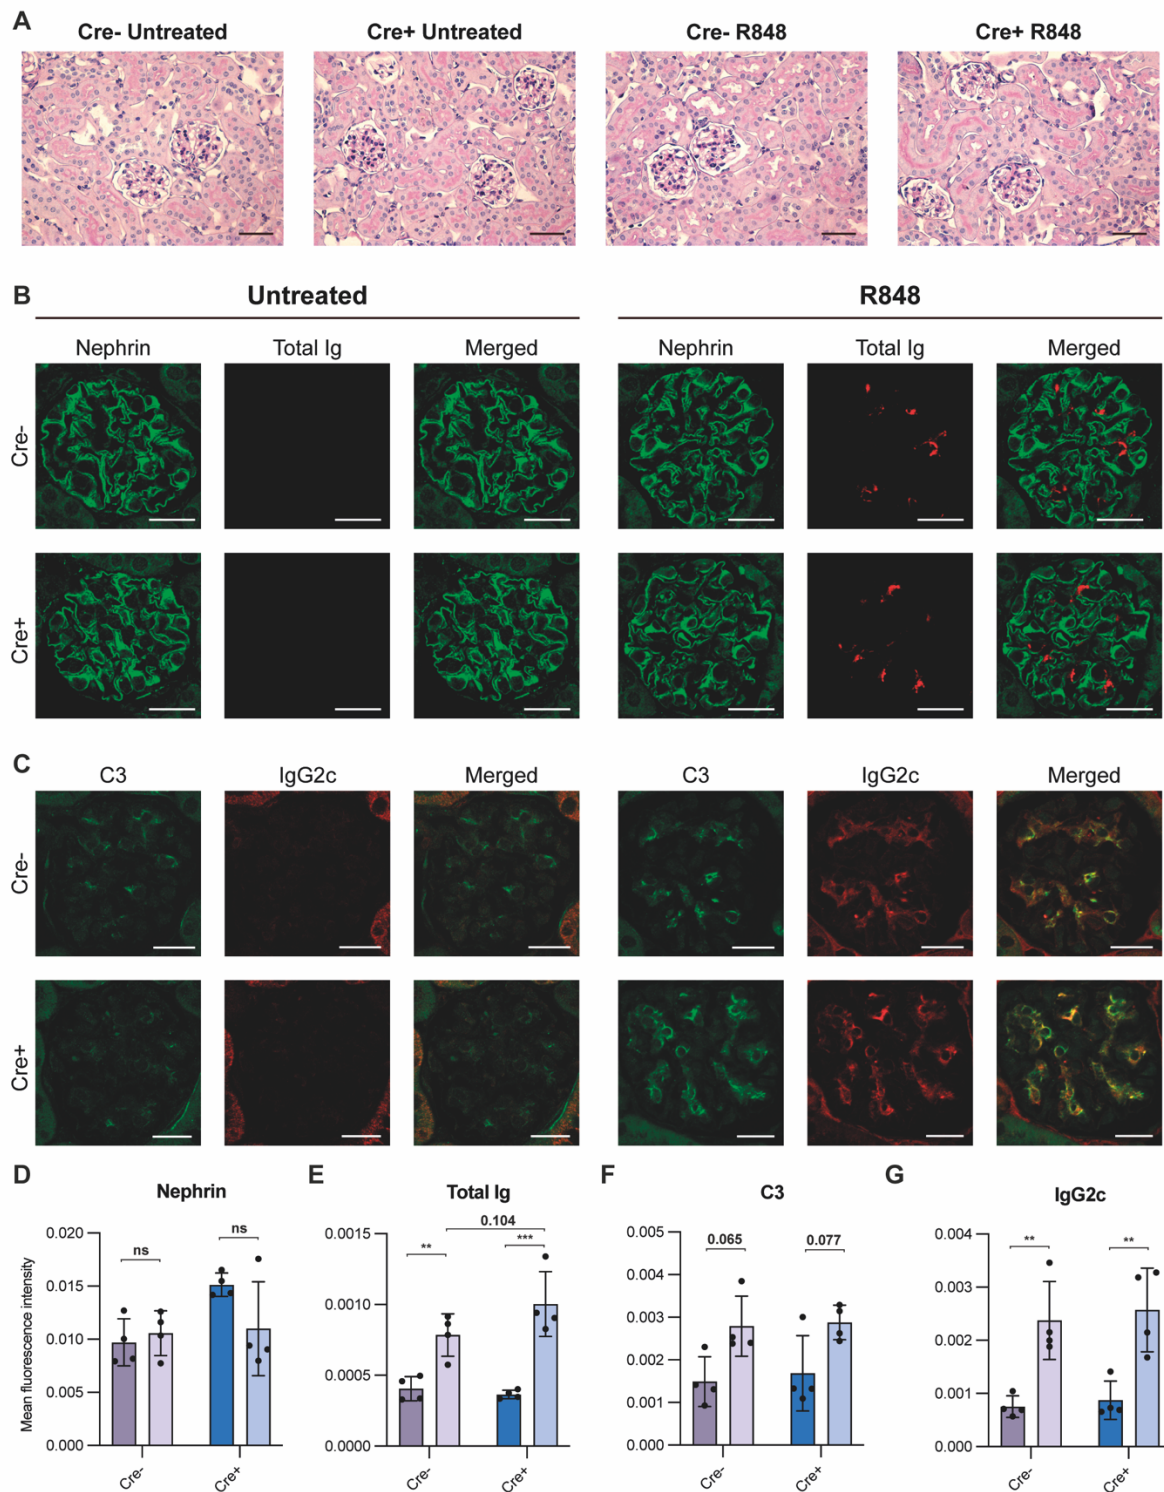 A
Cre- Untreated Cre+ Untreated Cre- R848 Cre+ R848
B Untreated R848
Nephrin Total Ig Merged Nephrin Total Ig Merged
Cre-
Cre+
C
C3 IgG2c Merged C3 IgG2c Merged
Cre-
Cre+
D Nephrin
Mean fluorescence intensity
0.020
0.015
0.010
0.005
0.000
ns ns
Cre- Cre+
E Total Ig
0.0015
0.0010
0.0005
0.0000
0.104
** ***
Cre- Cre+
F C3
0.005
0.004
0.003
0.002
0.001
0.000
0.065 0.077
Cre- Cre+
G IgG2c
0.004
0.003
0.002
0.001
0.000
** **
Cre- Cre+